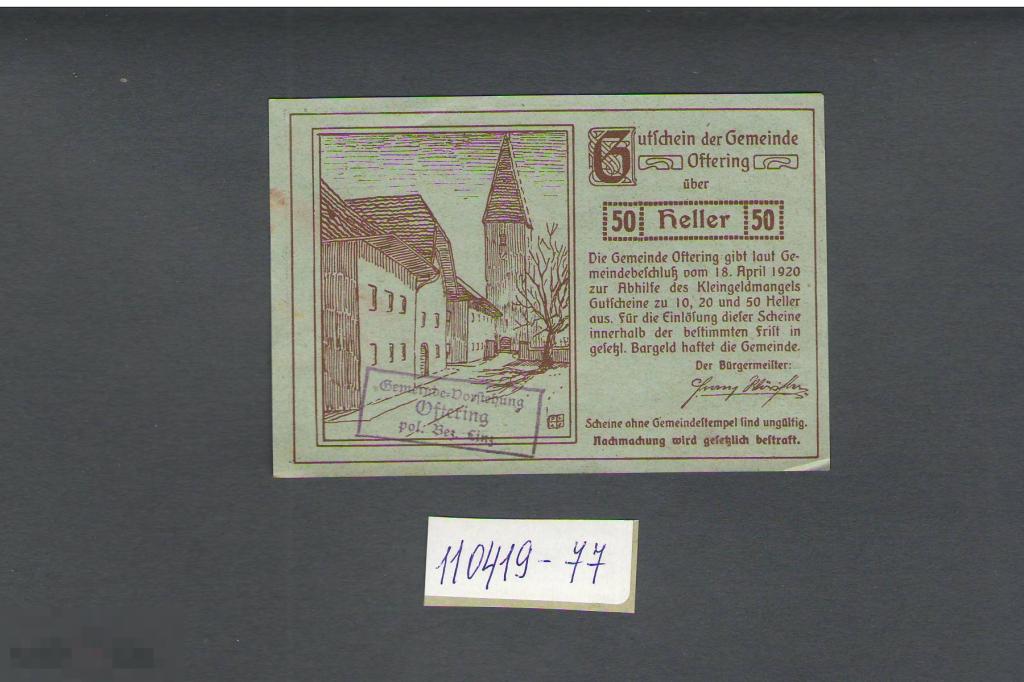 Gutſchein der Gemeinde
Oftering
über
50 Heller 50
Die Gemeinde Oftering gibt laut Ge-
meindebeſchluß vom 18. April 1920
zur Abhilfe des Kleingeldmangels
Gutſcheine zu 10, 20 und 50 Heller
aus. Für die Einlöſung dieſer Scheine
innerhalb der beſtimmten Friſt in
geſetzl. Bargeld haftet die Gemeinde.
Der Bürgermeiſter:
Franz
Scheine ohne Gemeindeſtempel ſind ungültig.
Nachmachung wird geſetzlich beſtraft.
Gemeinde-Vorſtehung
Oftering
pol. Bez. Linz
110419-77